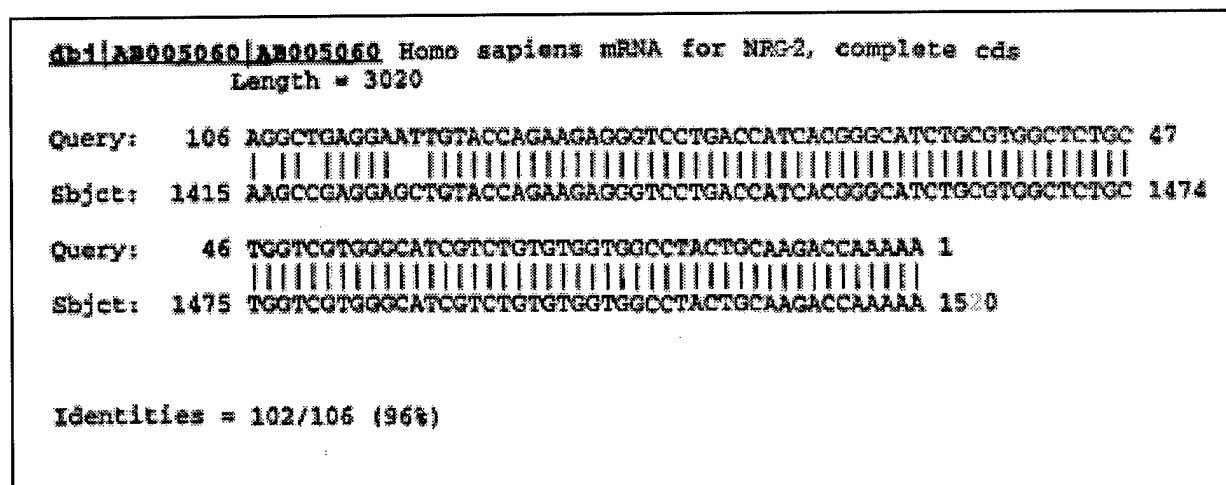 dbj|AB005060|AB005060 Homo sapiens mRNA for NRG-2, complete cds
Length = 3020
Query: 106 AGGCTGAGGAATTGTACCAGAAGAGGGTCCTGACCATCACGGGCATCTGCGTGGCTCTGC 47
Sbjct: 1415 AAGCCGAGGAGCTGTACCAGAAGAGGGTCCTGACCATCACGGGCATCTGCGTGGCTCTGC 1474
Query: 46 TGGTCGTGGGCATCGTCTGTGTGGTGGCCTACTGCAAGACCAAAAA 1
Sbjct: 1475 TGGTCGTGGGCATCGTCTGTGTGGTGGCCTACTGCAAGACCAAAAA 1520
Identities = 102/106 (96%)